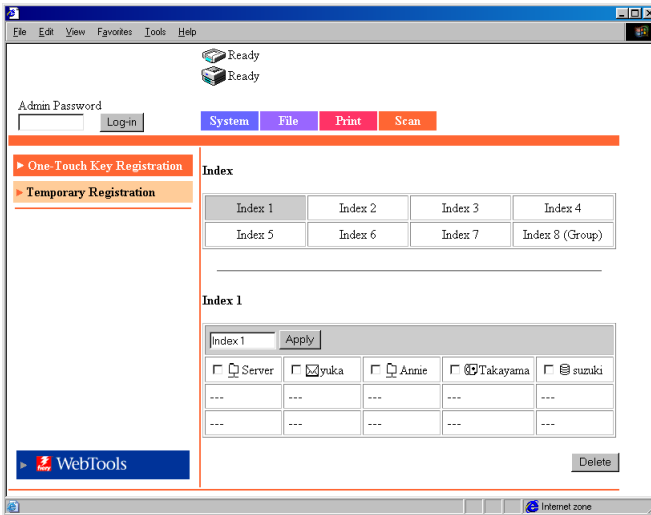 File Edit View Favorites Tools Help
Ready
Ready
Admin Password
Log-in
System File Print Scan
One-Touch Key Registration
Temporary Registration
Index
Index 1 Index 2 Index 3 Index 4
Index 5 Index 6 Index 7 Index 8 (Group)
Index 1
Index 1 Apply
Server yuka Annie Takayama suzuki
--- --- --- --- ---
--- --- --- --- ---
fiery WebTools
Delete
Internet zone